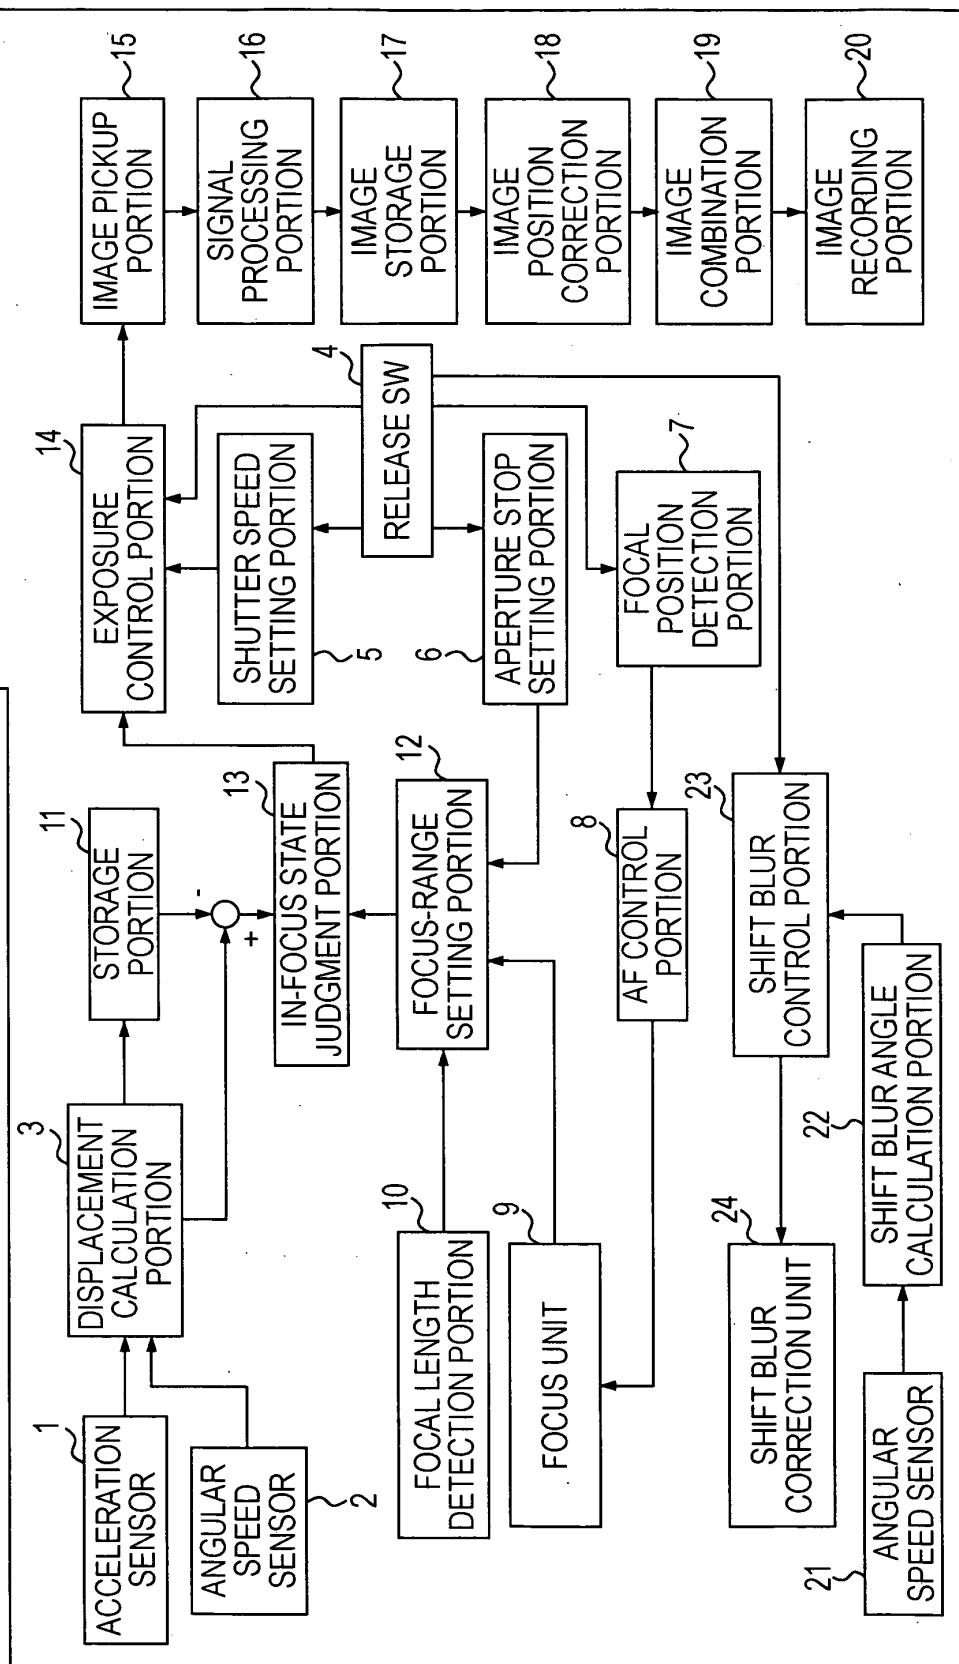 1
ACCELERATION
SENSOR
ANGULAR
SPEED
SENSOR
2
3
DISPLACEMENT
CALCULATION
PORTION
11
STORAGE
PORTION
-
+
13
IN-FOCUS STATE
JUDGMENT PORTION
14
EXPOSURE
CONTROL PORTION
SHUTTER SPEED
SETTING PORTION
5
4
RELEASE SW
6
APERTURE STOP
SETTING PORTION
12
FOCUS-RANGE
SETTING PORTION
10
FOCAL LENGTH
DETECTION PORTION
9
FOCUS UNIT
7
FOCAL
POSITION
DETECTION
PORTION
8
AF CONTROL
PORTION
23
SHIFT BLUR
CONTROL PORTION
24
SHIFT BLUR
CORRECTION UNIT
22
SHIFT BLUR ANGLE
CALCULATION PORTION
21
ANGULAR
SPEED SENSOR
IMAGE PICKUP
PORTION
15
SIGNAL
PROCESSING
PORTION
16
IMAGE
STORAGE
PORTION
17
IMAGE
POSITION
CORRECTION
PORTION
18
IMAGE
COMBINATION
PORTION
19
IMAGE
RECORDING
PORTION
20